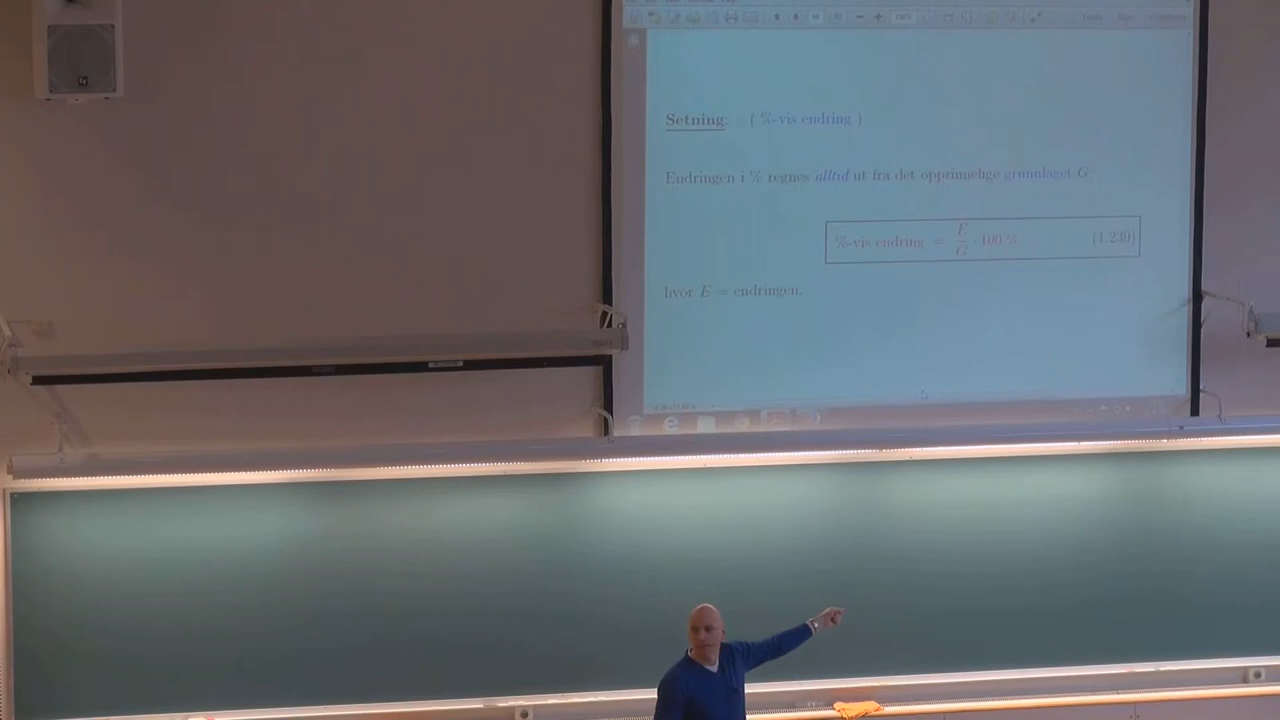 Setning: { %-vis endring }
Endringen i % regnes alltid ut fra det opprinnelige grunnlaget G
%-vis endring = E/G · 100 % (1.239)
hvor E = endringen.